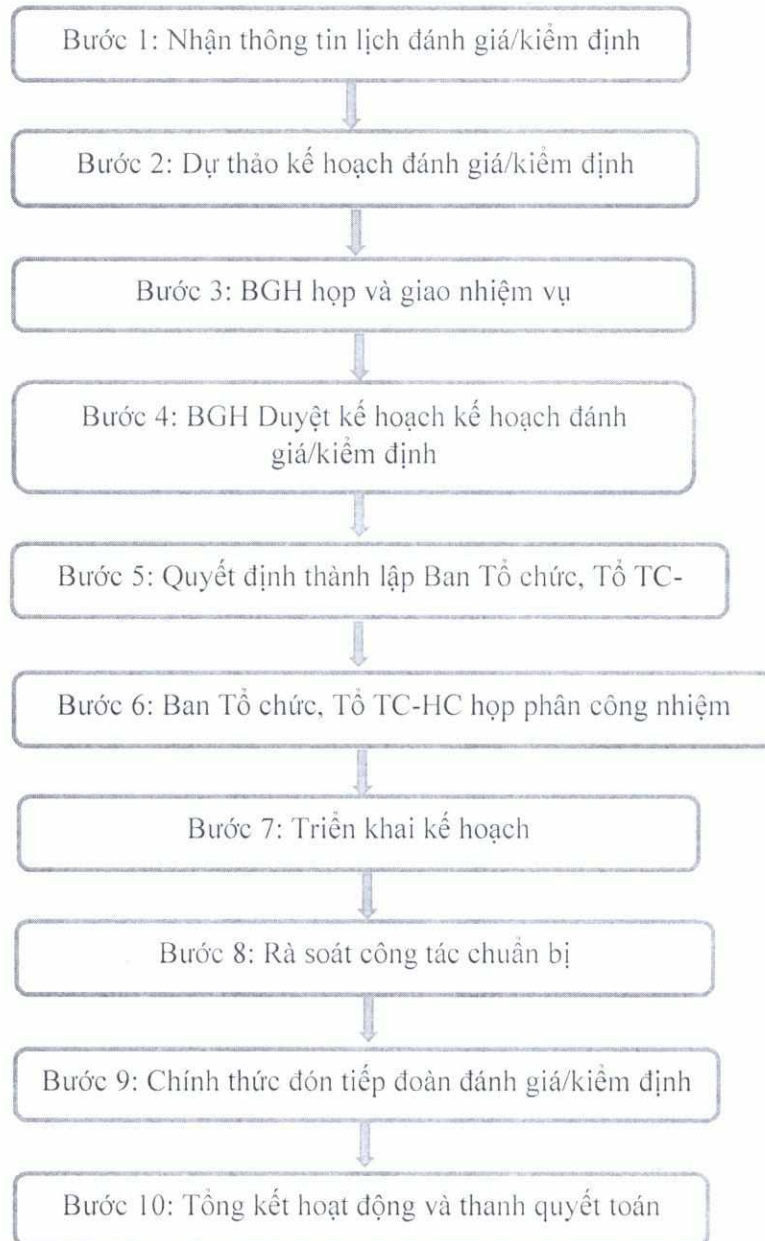 Bước 1: Nhận thông tin lịch đánh giá/kiểm định
Bước 2: Dự thảo kế hoạch đánh giá/kiểm định
Bước 3: BGH họp và giao nhiệm vụ
Bước 4: BGH Duyệt kế hoạch kế hoạch đánh
giá/kiểm định
Bước 5: Quyết định thành lập Ban Tổ chức, Tổ TC-
Bước 6: Ban Tổ chức, Tổ TC-HC họp phân công nhiệm
Bước 7: Triển khai kế hoạch
Bước 8: Rà soát công tác chuẩn bị
Bước 9: Chính thức đón tiếp đoàn đánh giá/kiểm định
Bước 10: Tổng kết hoạt động và thanh quyết toán